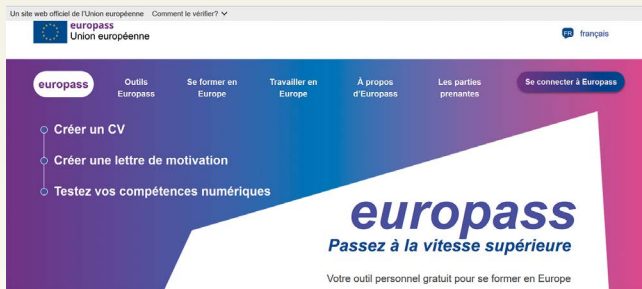 Un site web officiel de l'Union européenne Comment le vérifier?
europass
Union européenne
FR français
europass
Outils Europass
Se former en Europe
Travailler en Europe
À propos d'Europass
Les parties prenantes
Se connecter à Europass
Créer un CV
Créer une lettre de motivation
Testez vos compétences numériques
europass
Passez à la vitesse supérieure
Votre outil personnel gratuit pour se former en Europe